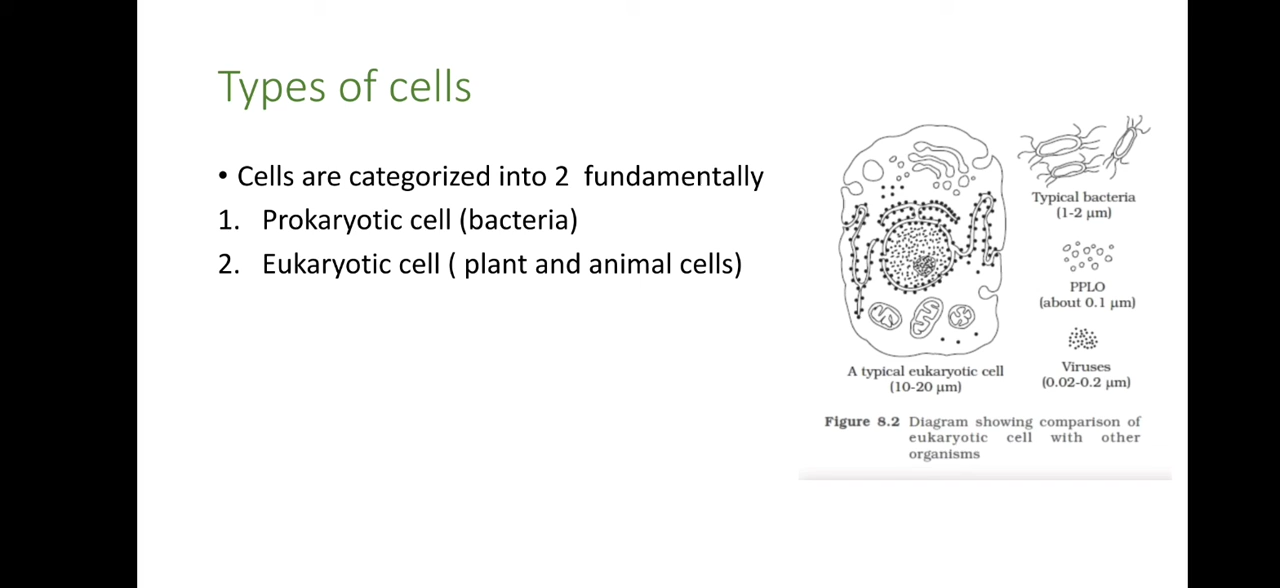 Types of cells
• Cells are categorized into 2  fundamentally
1. Prokaryotic cell (bacteria)
2. Eukaryotic cell ( plant and animal cells)
Typical bacteria
(1-2 µm)
PPLO
(about 0.1 µm)
Viruses
(0.02-0.2 µm)
A typical eukaryotic cell
(10-20 µm)
Figure 8.2 Diagram showing comparison of
eukaryotic cell with other
organisms